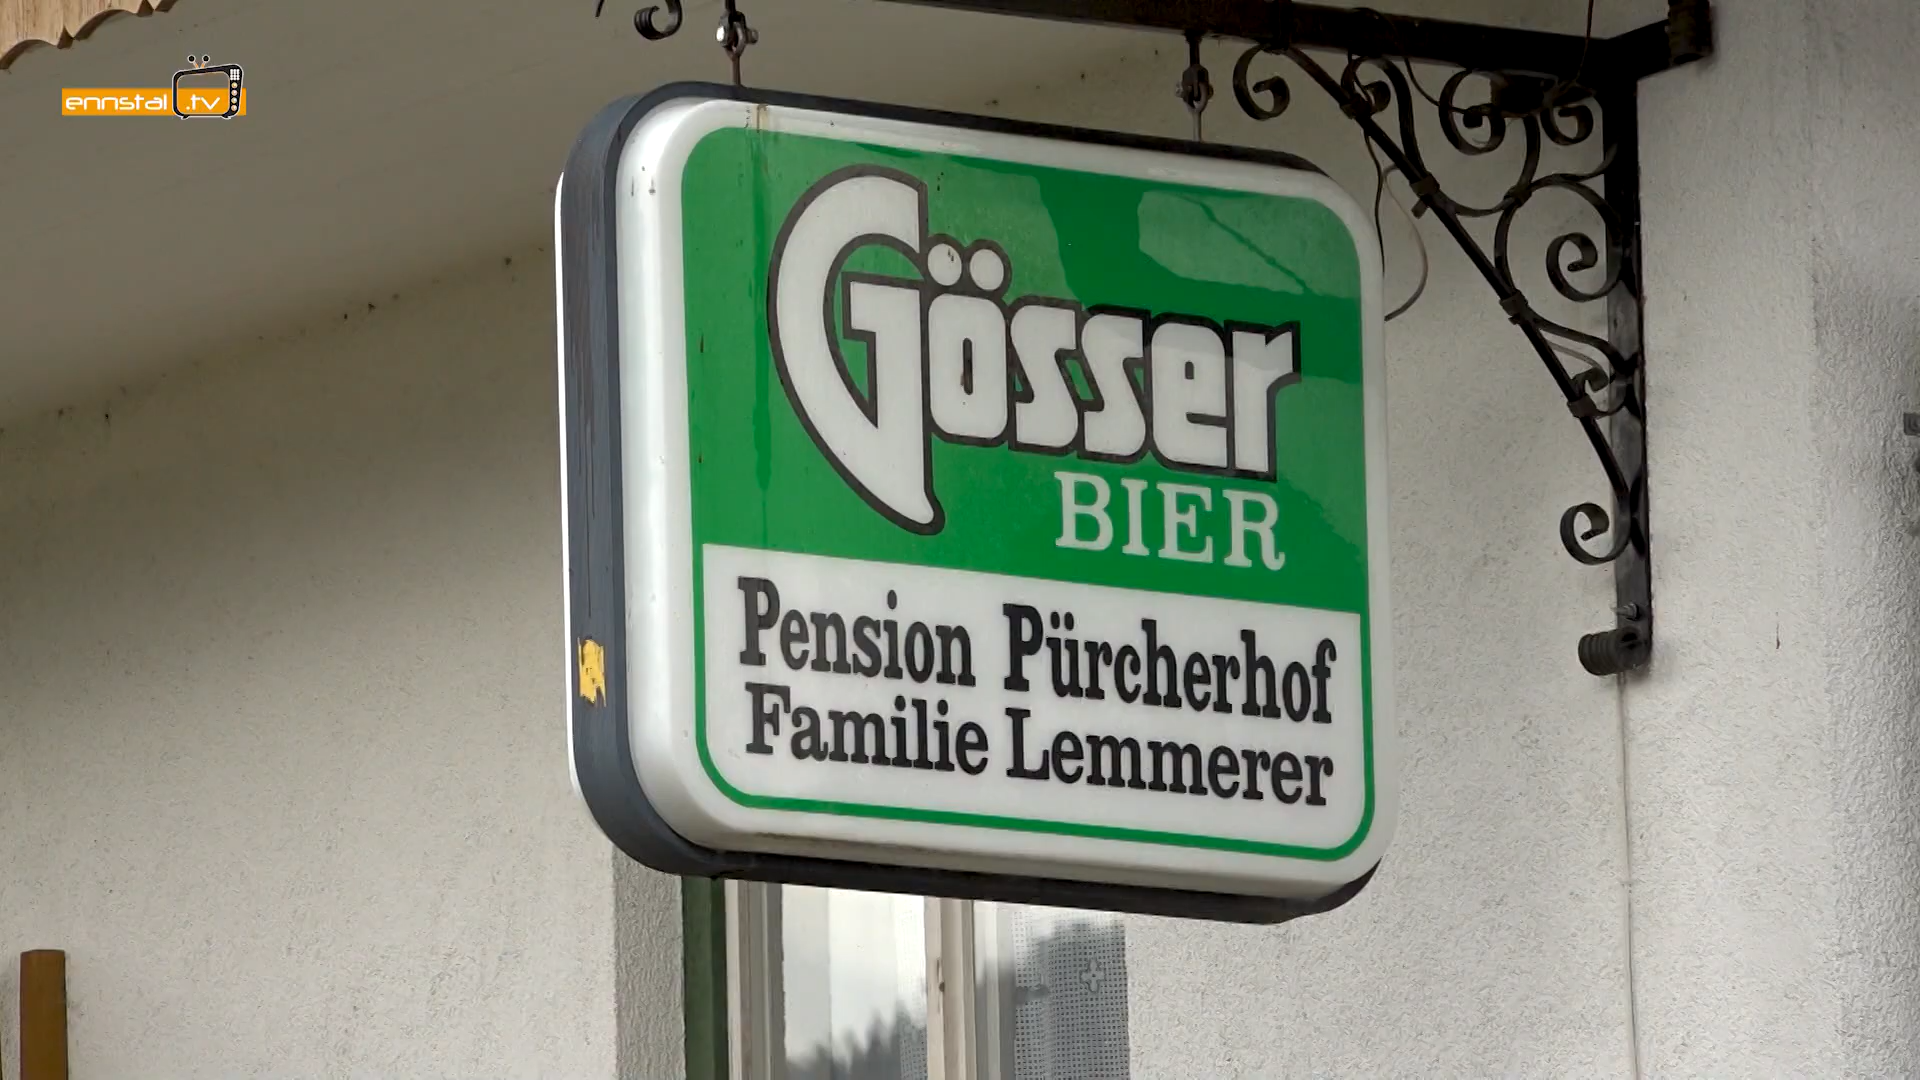 ennstal .tv
Gösser
BIER
Pension Pürcherhof
Familie Lemmerer